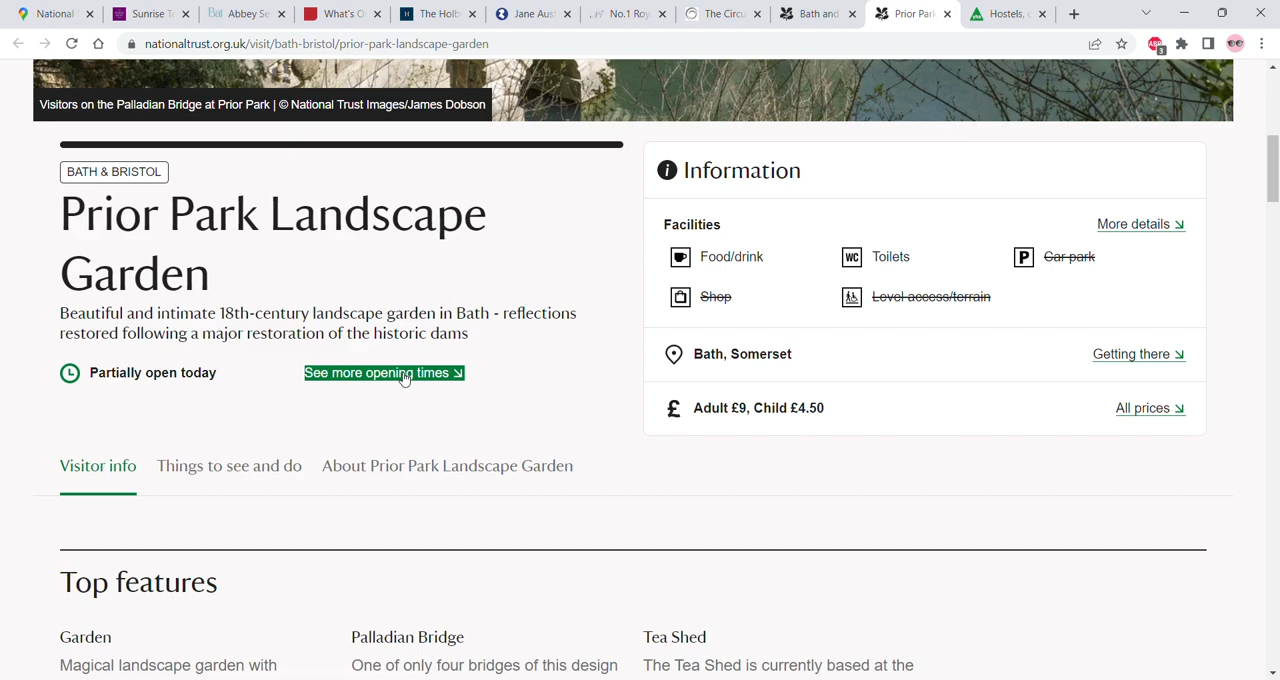 National
Sunrise T
Abbey Se
What's O
The Holb
Jane Aus
No.1 Roy
The Circu
Bath and
Prior Park
Hostels,
nationaltrust.org.uk/visit/bath-bristol/prior-park-landscape-garden
ABP
3
Visitors on the Palladian Bridge at Prior Park | © National Trust Images/James Dobson
BATH & BRISTOL
Prior Park Landscape
Garden
Beautiful and intimate 18th-century landscape garden in Bath - reflections
restored following a major restoration of the historic dams
Partially open today
See more opening times
i Information
Facilities
More details
Food/drink
WC Toilets
P Car park
Shop
Level access/terrain
Bath, Somerset
Getting there
£ Adult £9, Child £4.50
All prices
Visitor info
Things to see and do
About Prior Park Landscape Garden
Top features
Garden
Palladian Bridge
Tea Shed
Magical landscape garden with
One of only four bridges of this design
The Tea Shed is currently based at the